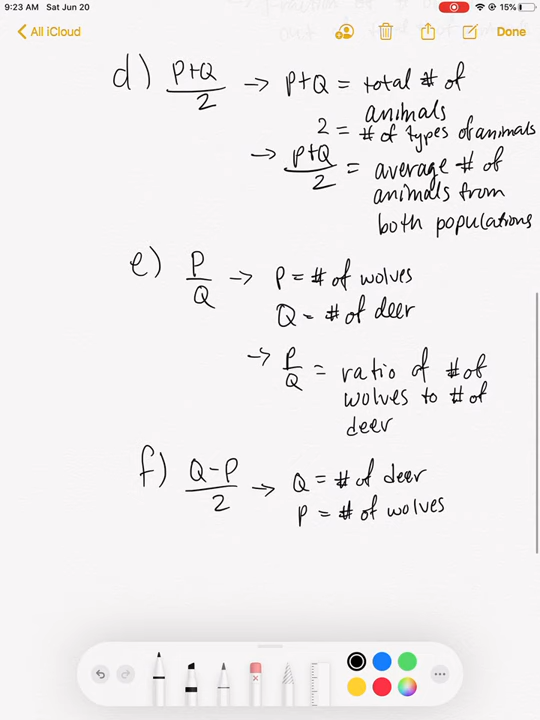 9:23 AM Sat Jun 20
15%
All iCloud
Done
d) P+Q/2 → P+Q = total # of
animals
2 = # of types of animals
→ P+Q/2 = average # of
animals from
both populations
e) P/Q → P = # of wolves
Q = # of deer
→ P/Q = ratio of # of
wolves to # of
deer
f) Q-P/2 → Q = # of deer
P = # of wolves